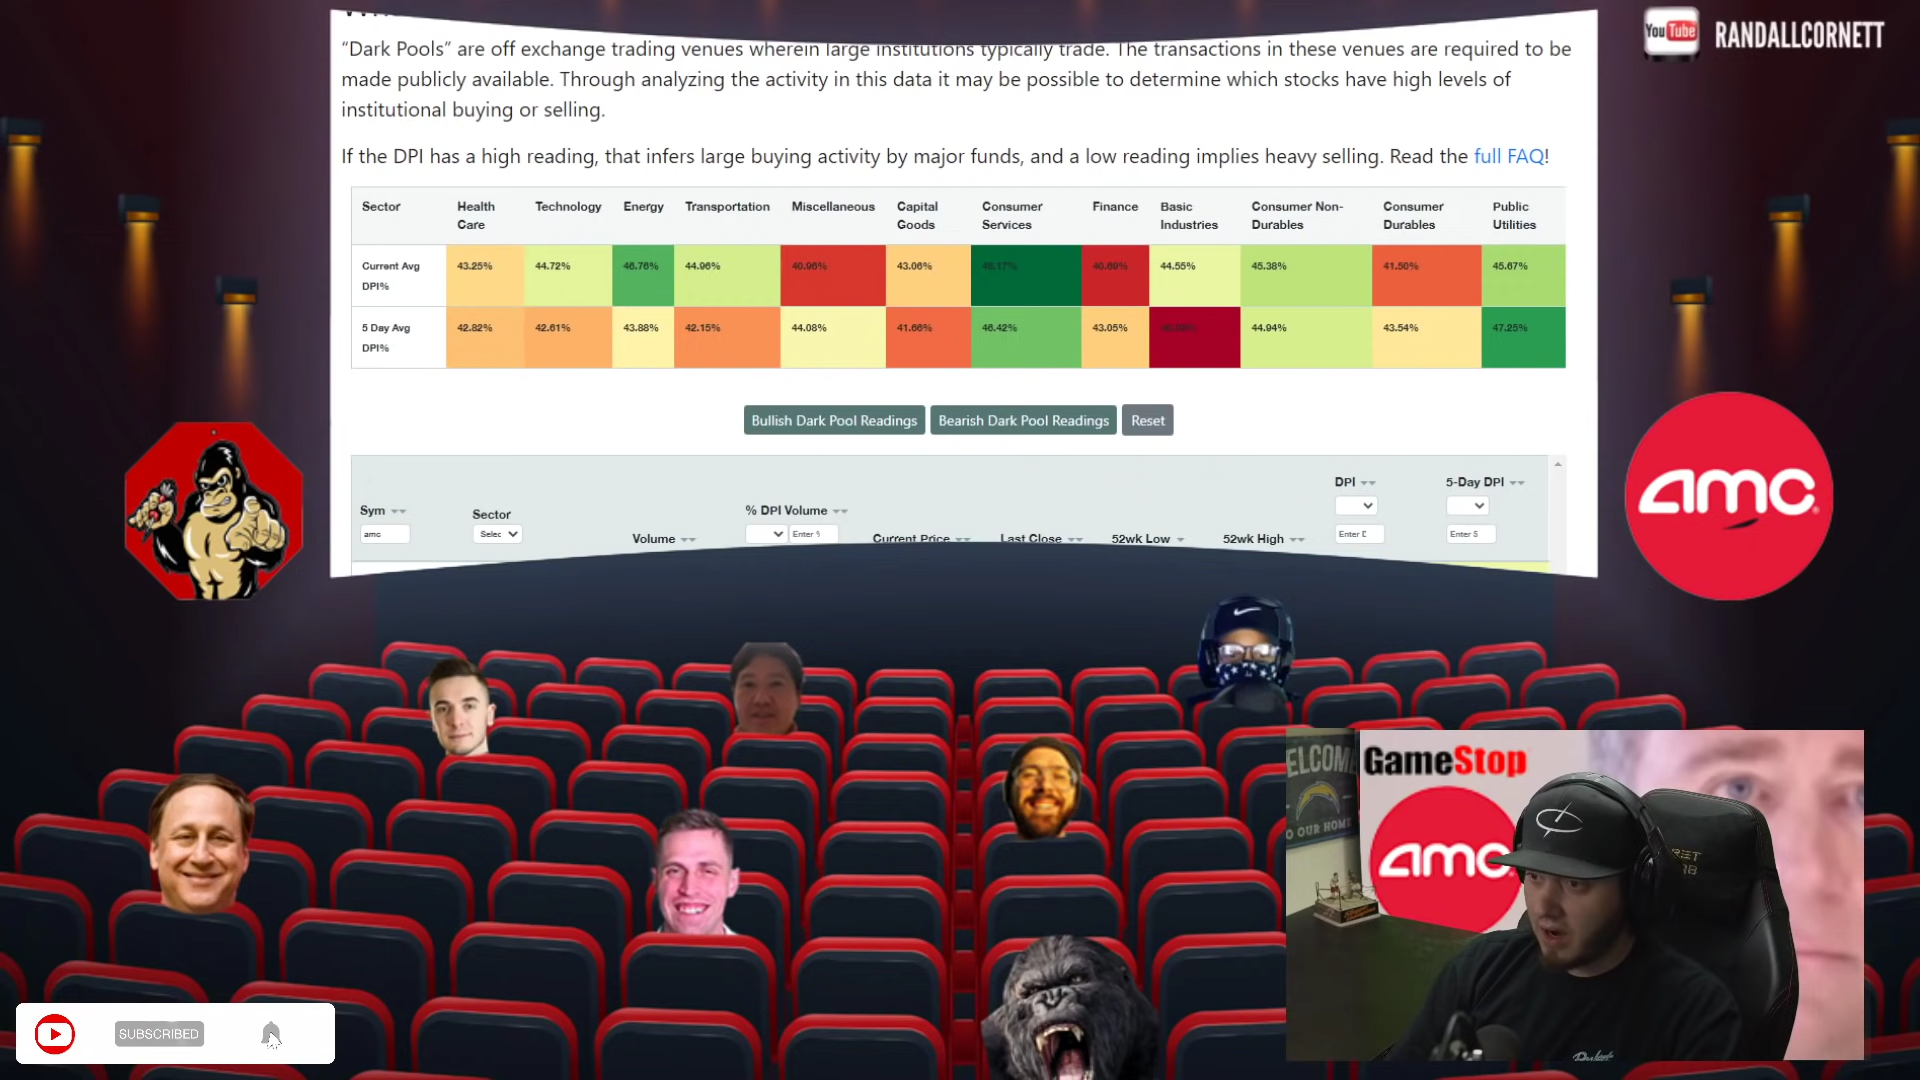 YouTube RANDALLCORNETT
“Dark Pools” are off exchange trading venues wherein large institutions typically trade. The transactions in these venues are required to be
made publicly available. Through analyzing the activity in this data it may be possible to determine which stocks have high levels of
institutional buying or selling.
If the DPI has a high reading, that infers large buying activity by major funds, and a low reading implies heavy selling. Read the full FAQ!
Sector Health Care Technology Energy Transportation Miscellaneous Capital Goods Consumer Services Finance Basic Industries Consumer Non-Durables Consumer Durables Public Utilities
Current Avg DPI% 43.25% 44.72% 46.76% 44.96% 40.96% 43.06% 40.69% 44.55% 45.38% 41.50% 45.67%
5 Day Avg DPI% 42.82% 42.61% 43.88% 42.15% 44.08% 41.66% 46.42% 43.05% 44.94% 43.54% 47.25%
Bullish Dark Pool Readings Bearish Dark Pool Readings Reset
DPI 5-Day DPI
Sym Sector % DPI Volume
amc Selec Enter Enter Enter
Volume Current Price Last Close 52wk Low 52wk High
amc
GameStop
amc
SUBSCRIBED